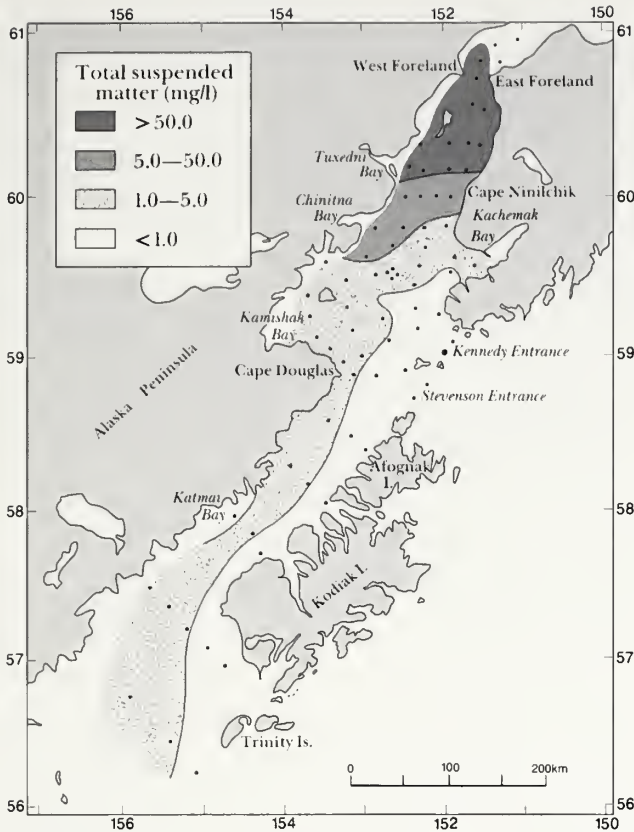 156
154
152
150
61
61
60
60
59
59
58
58
57
57
56
56
156
154
152
150
Total suspended
matter (mg/l)
> 50.0
5.0—50.0
1.0—5.0
< 1.0
West Foreland
East Foreland
Tuxedni
Bay
Cape Ninilchik
Chinitna
Bay
Kachemak
Bay
Kamishak
Bay
Kennedy Entrance
Cape Douglas
Stevenson Entrance
Alaska Peninsula
Afognak
I.
Katmai
Bay
Kodiak I.
Trinity Is.
0
100
200km